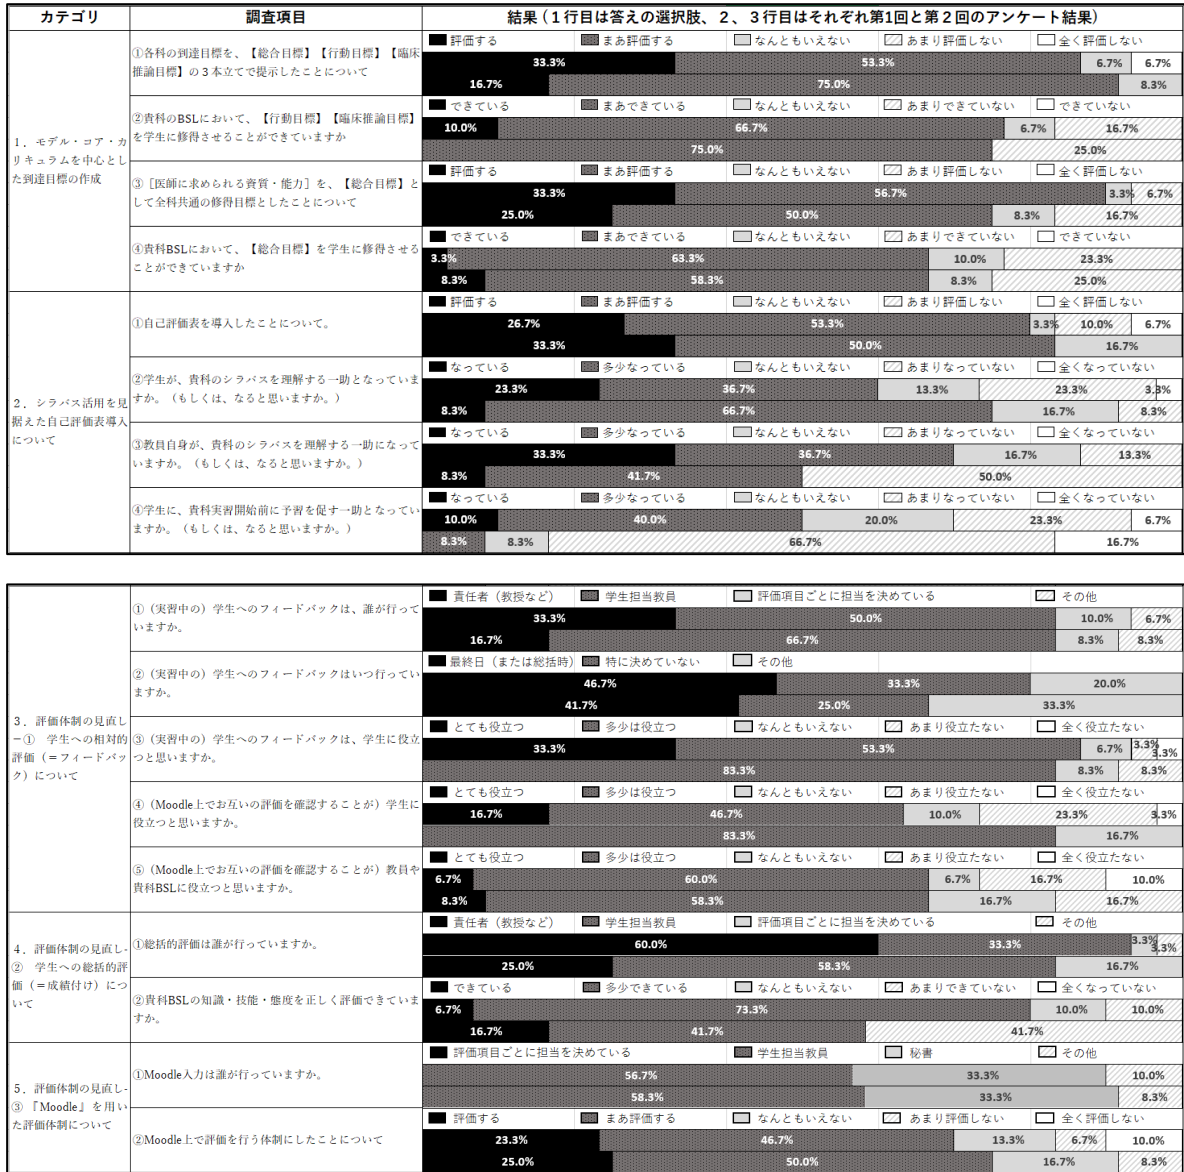 カテゴリ 調査項目 結果（１行目は答えの選択肢、２、３行目はそれぞれ第1回と第２回のアンケート結果）
１．モデル・コア・カ
リキュラムを中心とし
た到達目標の作成
①各科の到達目標を、【総合目標】【行動目標】【臨床
推論目標】の３本立てで提示したことについて
評価する まあ評価する なんともいえない あまり評価しない 全く評価しない
33.3% 53.3% 6.7% 6.7%
16.7% 75.0% 8.3%
②貴科のBSLにおいて、【行動目標】【臨床推論目標】
を学生に修得させることができていますか
できている まあできている なんともいえない あまりできていない できていない
10.0% 66.7% 6.7% 16.7%
75.0% 25.0%
③［医師に求められる資質・能力］を、【総合目標】と
して全科共通の修得目標としたことについて
評価する まあ評価する なんともいえない あまり評価しない 全く評価しない
33.3% 56.7% 3.3% 6.7%
25.0% 50.0% 8.3% 16.7%
④貴科BSLにおいて、【総合目標】を学生に修得させる
ことができていますか
できている まあできている なんともいえない あまりできていない できていない
3.3% 63.3% 10.0% 23.3%
8.3% 58.3% 8.3% 25.0%
２．シラバス活用を見
据えた自己評価表導入
について
①自己評価表を導入したことについて。
評価する まあ評価する なんともいえない あまり評価しない 全く評価しない
26.7% 53.3% 3.3% 10.0% 6.7%
33.3% 50.0% 16.7%
②学生が、貴科のシラバスを理解する一助となっていま
すか。（もしくは、なると思いますか。）
なっている 多少なっている なんともいえない あまりなっていない 全くなっていない
23.3% 36.7% 13.3% 23.3% 3.3%
8.3% 66.7% 16.7% 8.3%
③教員自身が、貴科のシラバスを理解する一助になって
いますか。（もしくは、なると思いますか。）
なっている 多少なっている なんともいえない あまりなっていない 全くなっていない
33.3% 36.7% 16.7% 13.3%
8.3% 41.7% 50.0%
④学生に、貴科実習開始前に予習を促す一助となってい
ますか。（もしくは、なると思いますか。）
なっている 多少なっている なんともいえない あまりなっていない 全くなっていない
10.0% 40.0% 20.0% 23.3% 6.7%
8.3% 8.3% 66.7% 16.7%
３．評価体制の見直し
－① 学生への相対的
評価（＝フィードバッ
ク）について
①（実習中の）学生へのフィードバックは、誰が行って
いますか。
責任者（教授など） 学生担当教員 評価項目ごとに担当を決めている その他
33.3% 50.0% 10.0% 6.7%
16.7% 66.7% 8.3% 8.3%
②（実習中の）学生へのフィードバックはいつ行ってい
ますか。
最終日（または総括時） 特に決めていない その他
46.7% 33.3% 20.0%
41.7% 25.0% 33.3%
③（実習中の）学生へのフィードバックは、学生に役立
つと思いますか。
とても役立つ 多少は役立つ なんともいえない あまり役立たない 全く役立たない
33.3% 53.3% 6.7% 3.3% 3.3%
83.3% 8.3% 8.3%
④（Moodle上でお互いの評価を確認することが）学生に
役立つと思いますか。
とても役立つ 多少は役立つ なんともいえない あまり役立たない 全く役立たない
16.7% 46.7% 10.0% 23.3% 3.3%
83.3% 16.7%
⑤（Moodle上でお互いの評価を確認することが）教員や
貴科BSLに役立つと思いますか。
とても役立つ 多少は役立つ なんともいえない あまり役立たない 全く役立たない
6.7% 60.0% 6.7% 16.7% 10.0%
8.3% 58.3% 16.7% 16.7%
４．評価体制の見直し-
② 学生への総括的評
価（＝成績付け）につ
いて
①総括的評価は誰が行っていますか。
責任者（教授など） 学生担当教員 評価項目ごとに担当を決めている その他
60.0% 33.3% 3.3% 3.3%
25.0% 58.3% 16.7%
②貴科BSLの知識・技能・態度を正しく評価できていま
すか。
できている 多少できている なんともいえない あまりできていない 全くなっていない
6.7% 73.3% 10.0% 10.0%
16.7% 41.7% 41.7%
５．評価体制の見直し-
③ 『Moodle』を用い
た評価体制について
①Moodle入力は誰が行っていますか。
評価項目ごとに担当を決めている 学生担当教員 秘書 その他
56.7% 33.3% 10.0%
58.3% 33.3% 8.3%
②Moodle上で評価を行う体制にしたことについて
評価する まあ評価する なんともいえない あまり評価しない 全く評価しない
23.3% 46.7% 13.3% 6.7% 10.0%
25.0% 50.0% 16.7% 8.3%